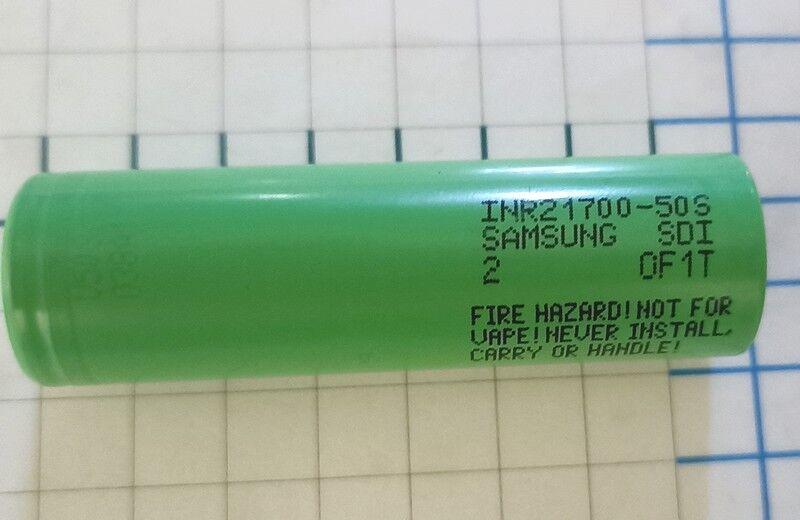 INR21700-50S
SAMSUNG SDI
2 OF1T
FIRE HAZARD!NOT FOR
VAPE!NEVER INSTALL,
CARRY OR HANDLE!